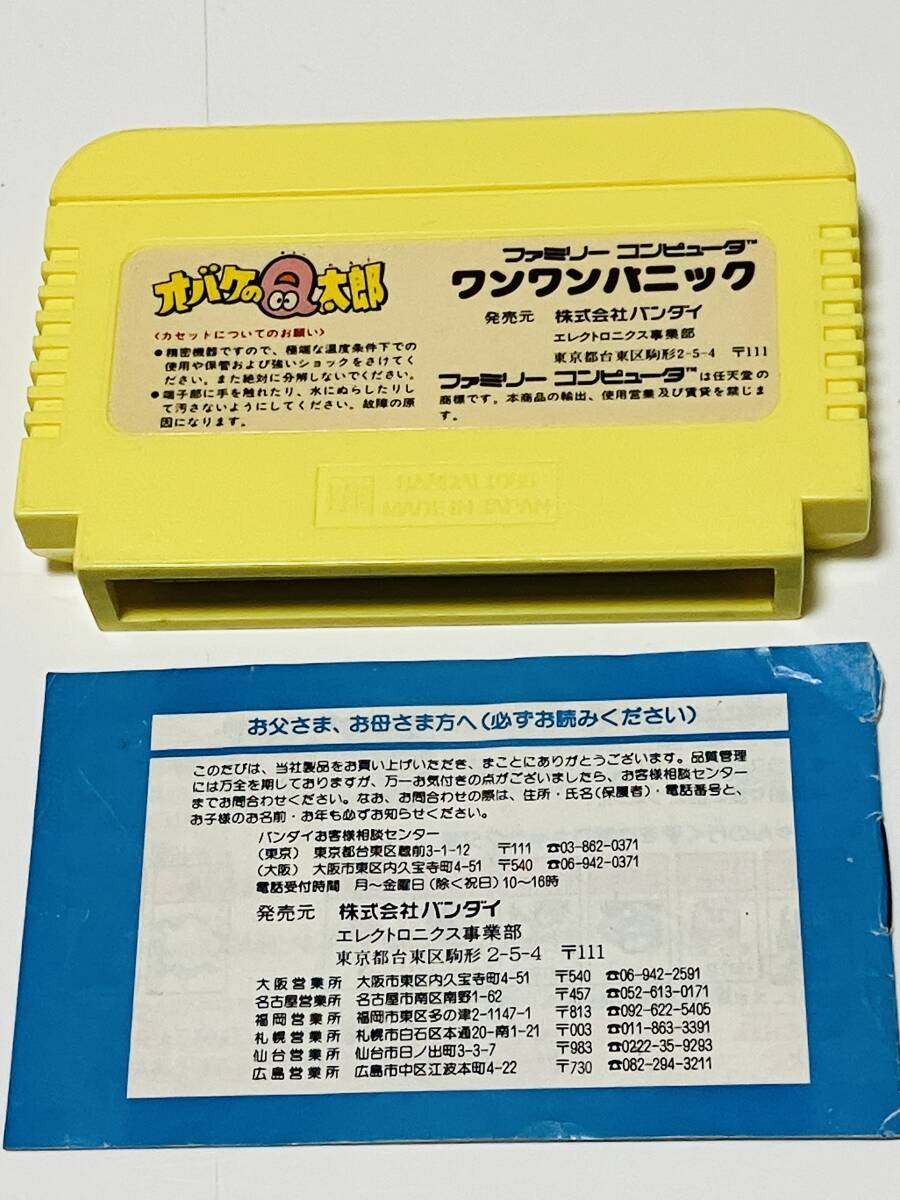 オバケのQ太郎
〈カセットについてのお願い〉
●精密機器ですので、極端な温度条件下での
使用や保管および強いショックをさけてく
ださい。また絶対に分解しないでください。
●端子部に手を触れたり、水にぬらしたりし
て汚さないようにしてください。故障の原
因になります。
ファミリー コンピュータ™
ワンワンパニック
発売元 株式会社バンダイ
エレクトロニクス事業部
東京都台東区駒形2-5-4 〒111
ファミリー コンピュータ™は任天堂の
商標です。本商品の輸出、使用営業及び賃貸を禁じま
す。
お父さま、お母さま方へ(必ずお読みください)
このたびは、当社製品をお買い上げいただき、まことにありがとうございます。品質管理
には万全を期しておりますが、万一お気付きの点がございましたら、お客様相談センター
までお問合わせください。なお、お問合わせの際は、住所・氏名(保護者)・電話番号と、
お子様のお名前・お年も必ずお知らせください。
バンダイお客様相談センター
(東京) 東京都台東区蔵前3-1-12 〒111 ☎03-862-0371
(大阪) 大阪市東区内久宝寺町4-51 〒540 ☎06-942-0371
電話受付時間 月〜金曜日(除く祝日)10〜16時
発売元 株式会社バンダイ
エレクトロニクス事業部
東京都台東区駒形 2-5-4 〒111
大阪営業所 大阪市東区内久宝寺町4-51 〒540 ☎06-942-2591
名古屋営業所 名古屋市南区南野1-62 〒457 ☎052-613-0171
福岡営業所 福岡市東区多の津2-1147-1 〒813 ☎092-622-5405
札幌営業所 札幌市白石区本通20-南1-21 〒003 ☎011-863-3391
仙台営業所 仙台市日ノ出町3-3-7 〒983 ☎0222-35-9293
広島営業所 広島市中区江波本町4-22 〒730 ☎082-294-3211